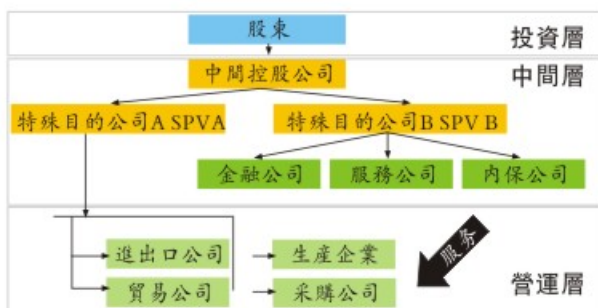 股東
投資層
中間控股公司
中間層
特殊目的公司A SPVA
特殊目的公司B SPV B
金融公司
服務公司
内保公司
進出口公司
生産企業
服务
貿易公司
采購公司
營運層